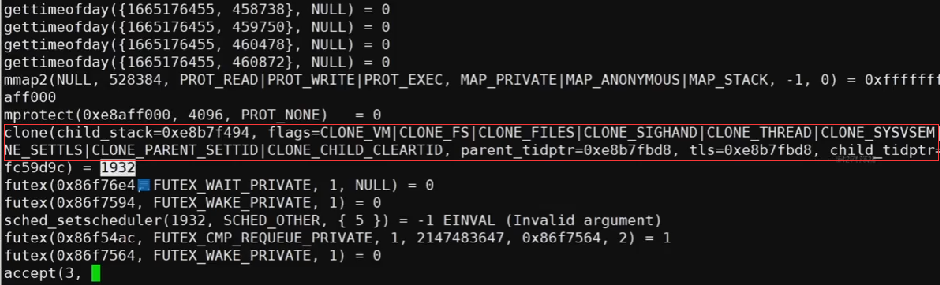 gettimeofday({1665176455, 458738}, NULL) = 0
gettimeofday({1665176455, 459750}, NULL) = 0
gettimeofday({1665176455, 460478}, NULL) = 0
gettimeofday({1665176455, 460872}, NULL) = 0
mmap2(NULL, 528384, PROT_READ|PROT_WRITE|PROT_EXEC, MAP_PRIVATE|MAP_ANONYMOUS|MAP_STACK, -1, 0) = 0xfffffff
aff000
mprotect(0xe8aff000, 4096, PROT_NONE) = 0
clone(child_stack=0xe8b7f494, flags=CLONE_VM|CLONE_FS|CLONE_FILES|CLONE_SIGHAND|CLONE_THREAD|CLONE_SYSVSEM
NE_SETTLS|CLONE_PARENT_SETTID|CLONE_CHILD_CLEARTID, parent_tidptr=0xe8b7fbd8, tls=0xe8b7fbd8, child_tidptr=
fc59d9c) = 1932
futex(0x86f76e4, FUTEX_WAIT_PRIVATE, 1, NULL) = 0
futex(0x86f7594, FUTEX_WAKE_PRIVATE, 1) = 0
sched_setscheduler(1932, SCHED_OTHER, { 5 }) = -1 EINVAL (Invalid argument)
futex(0x86f54ac, FUTEX_CMP_REQUEUE_PRIVATE, 1, 2147483647, 0x86f7564, 2) = 1
futex(0x86f7564, FUTEX_WAKE_PRIVATE, 1) = 0
accept(3,